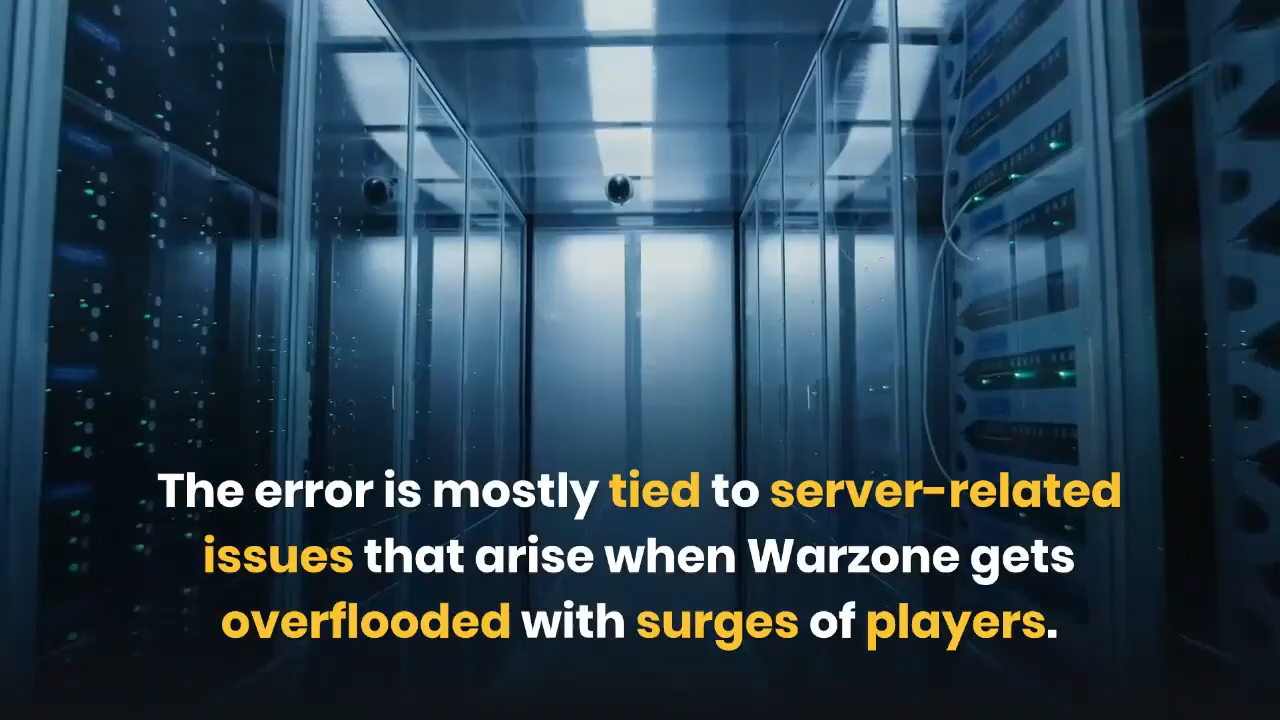 The error is mostly tied to server-related
issues that arise when Warzone gets
overflooded with surges of players.